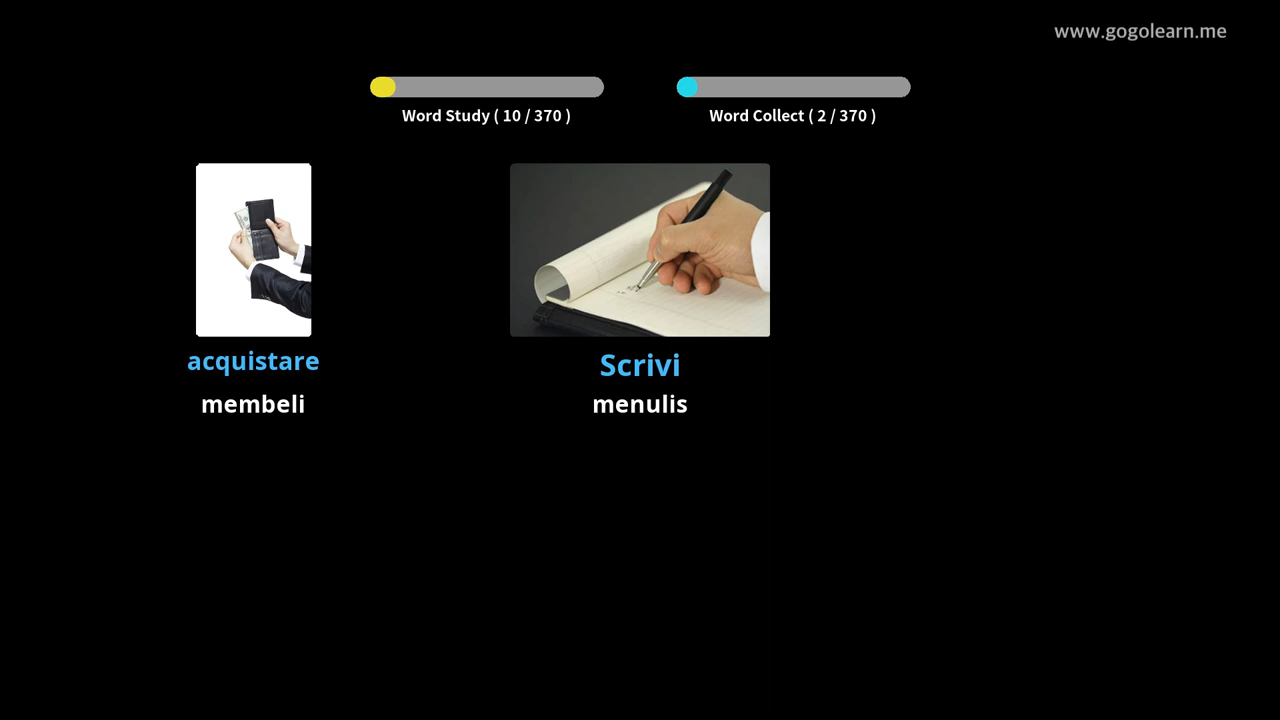 www.gogolearn.me
Word Study ( 10 / 370 )
Word Collect ( 2 / 370 )
acquistare
membeli
Scrivi
menulis